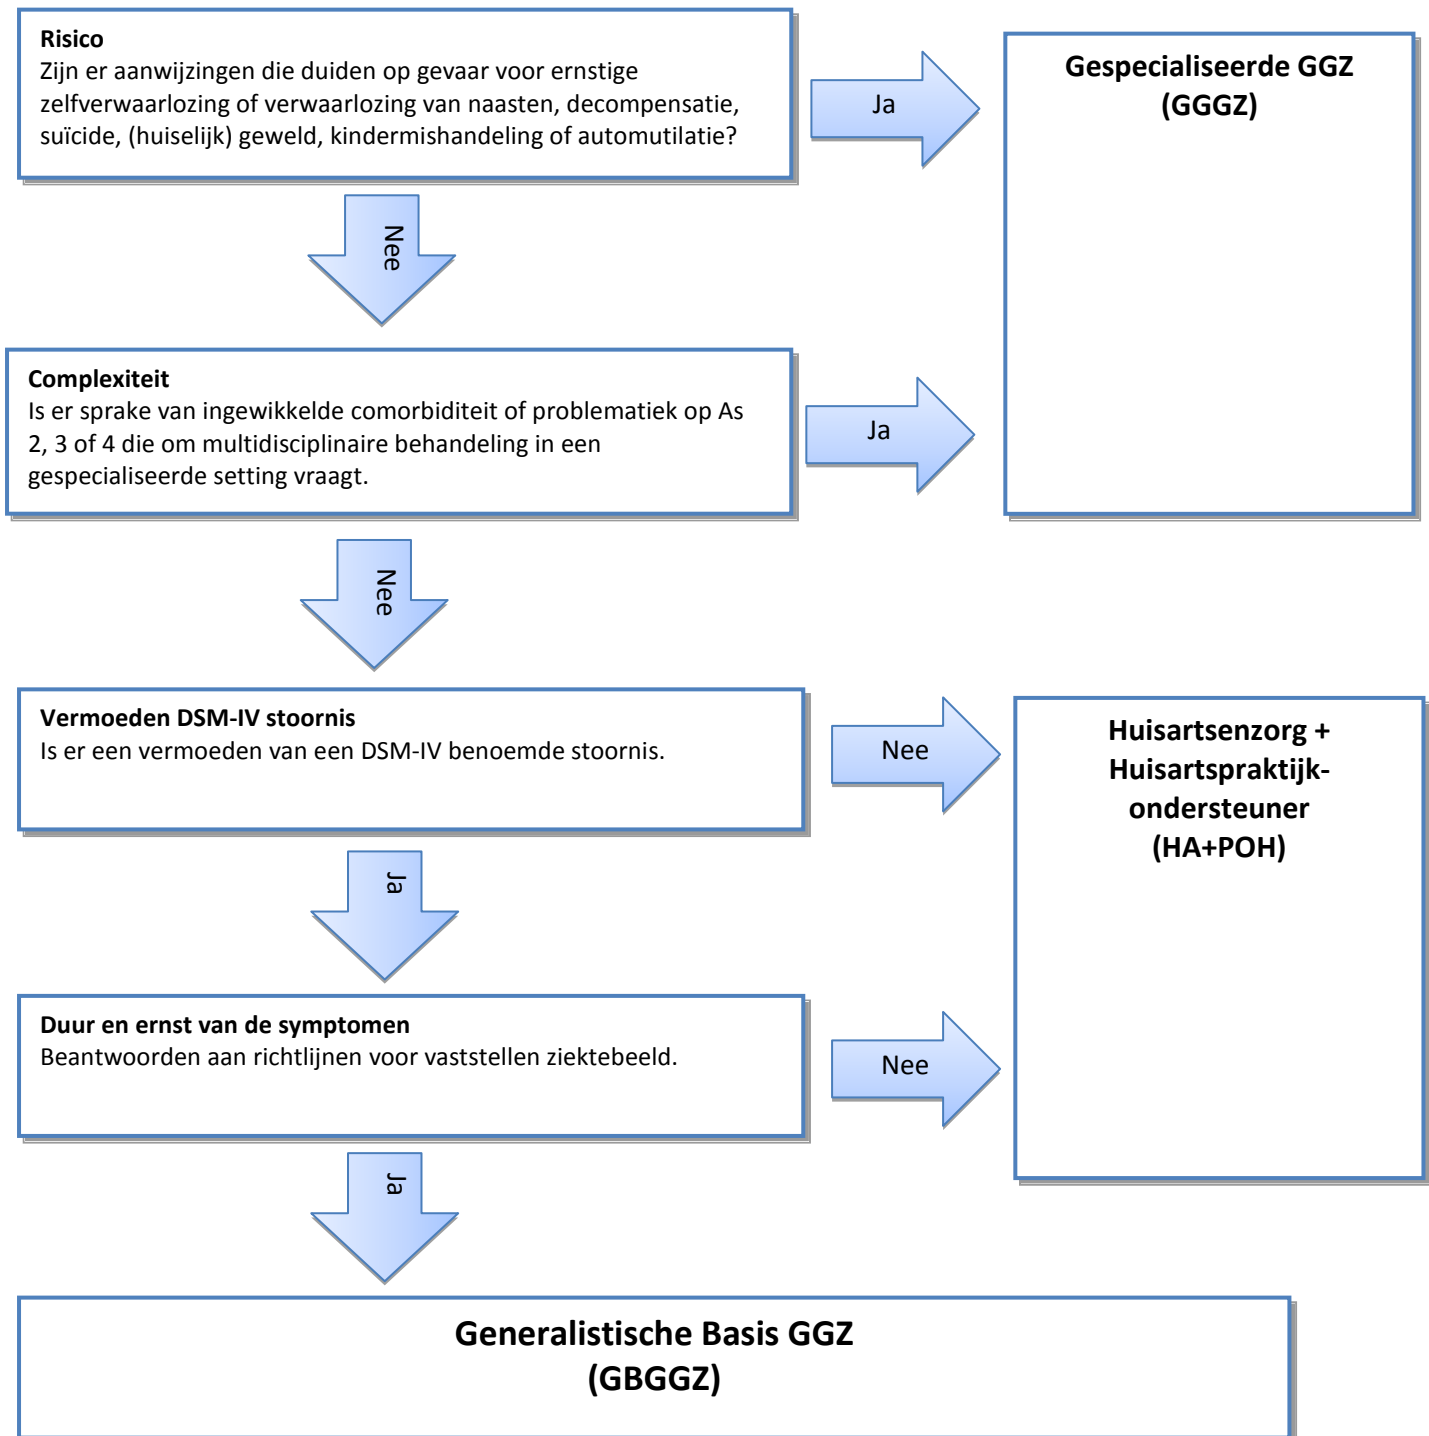 Risico
Zijn er aanwijzingen die duiden op gevaar voor ernstige
zelfverwaarlozing of verwaarlozing van naasten, decompensatie,
suïcide, (huiselijk) geweld, kindermishandeling of automutilatie?
Ja
Gespecialiseerde GGZ
(GGGZ)
Nee
Complexiteit
Is er sprake van ingewikkelde comorbiditeit of problematiek op As
2, 3 of 4 die om multidisciplinaire behandeling in een
gespecialiseerde setting vraagt.
Ja
Nee
Vermoeden DSM-IV stoornis
Is er een vermoeden van een DSM-IV benoemde stoornis.
Nee
Huisartsenzorg +
Huisartspraktijk-
ondersteuner
(HA+POH)
Ja
Duur en ernst van de symptomen
Beantwoorden aan richtlijnen voor vaststellen ziektebeeld.
Nee
Ja
Generalistische Basis GGZ
(GBGGZ)